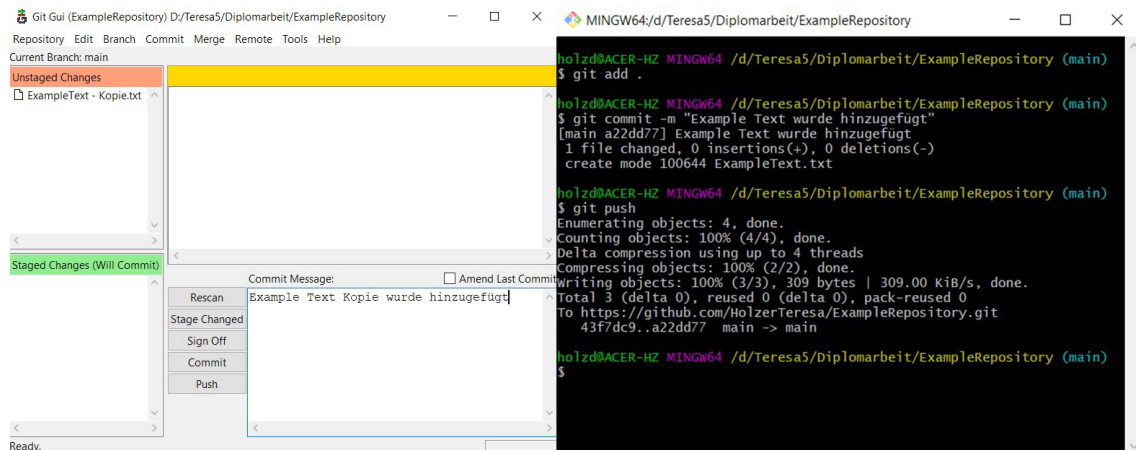 Git Gui (ExampleRepository) D:/Teresa5/Diplomarbeit/ExampleRepository
Repository Edit Branch Commit Merge Remote Tools Help
Current Branch: main
Unstaged Changes
ExampleText - Kopie.txt
Staged Changes (Will Commit)
Commit Message:
Amend Last Commit
Rescan
Stage Changed
Sign Off
Commit
Push
Example Text Kopie wurde hinzugefügt
Ready.
MINGW64:/d/Teresa5/Diplomarbeit/ExampleRepository
holzd@ACER-HZ MINGW64 /d/Teresa5/Diplomarbeit/ExampleRepository (main)
$ git add .
holzd@ACER-HZ MINGW64 /d/Teresa5/Diplomarbeit/ExampleRepository (main)
$ git commit -m "Example Text wurde hinzugefügt"
[main a22dd77] Example Text wurde hinzugefügt
1 file changed, 0 insertions(+), 0 deletions(-)
create mode 100644 ExampleText.txt
holzd@ACER-HZ MINGW64 /d/Teresa5/Diplomarbeit/ExampleRepository (main)
$ git push
Enumerating objects: 4, done.
Counting objects: 100% (4/4), done.
Delta compression using up to 4 threads
Compressing objects: 100% (2/2), done.
Writing objects: 100% (3/3), 309 bytes | 309.00 KiB/s, done.
Total 3 (delta 0), reused 0 (delta 0), pack-reused 0
To https://github.com/HolzerTeresa/ExampleRepository.git
43f7dc9..a22dd77 main -> main
holzd@ACER-HZ MINGW64 /d/Teresa5/Diplomarbeit/ExampleRepository (main)
$